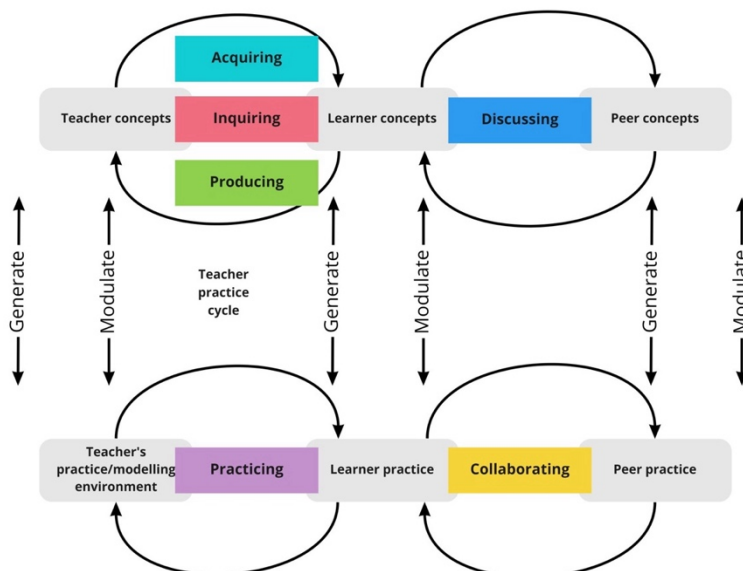 Acquiring
Teacher concepts
Inquiring
Learner concepts
Discussing
Peer concepts
Producing
Generate
Modulate
Teacher
practice
cycle
Generate
Modulate
Generate
Modulate
Teacher's
practice/modelling
environment
Practicing
Learner practice
Collaborating
Peer practice